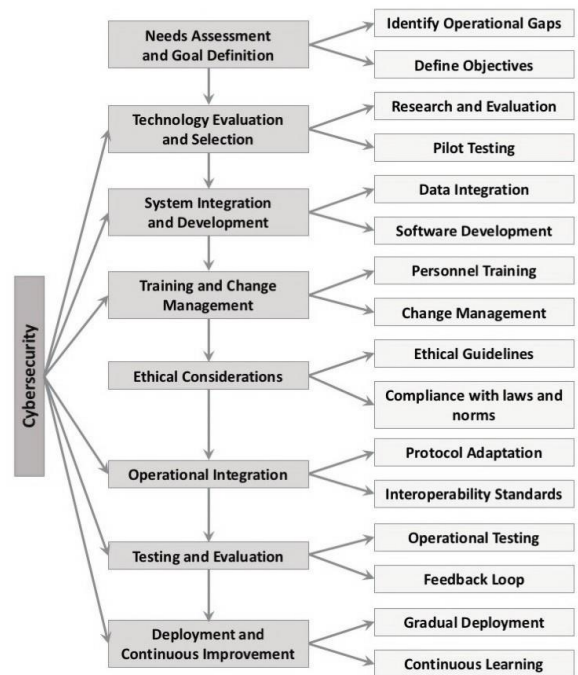 Needs Assessment
and Goal Definition
Identify Operational Gaps
Define Objectives
Technology Evaluation
and Selection
Research and Evaluation
Pilot Testing
System Integration
and Development
Data Integration
Software Development
Training and Change
Management
Personnel Training
Change Management
Cybersecurity
Ethical Considerations
Ethical Guidelines
Compliance with laws and
norms
Operational Integration
Protocol Adaptation
Interoperability Standards
Testing and Evaluation
Operational Testing
Feedback Loop
Deployment and
Continuous Improvement
Gradual Deployment
Continuous Learning